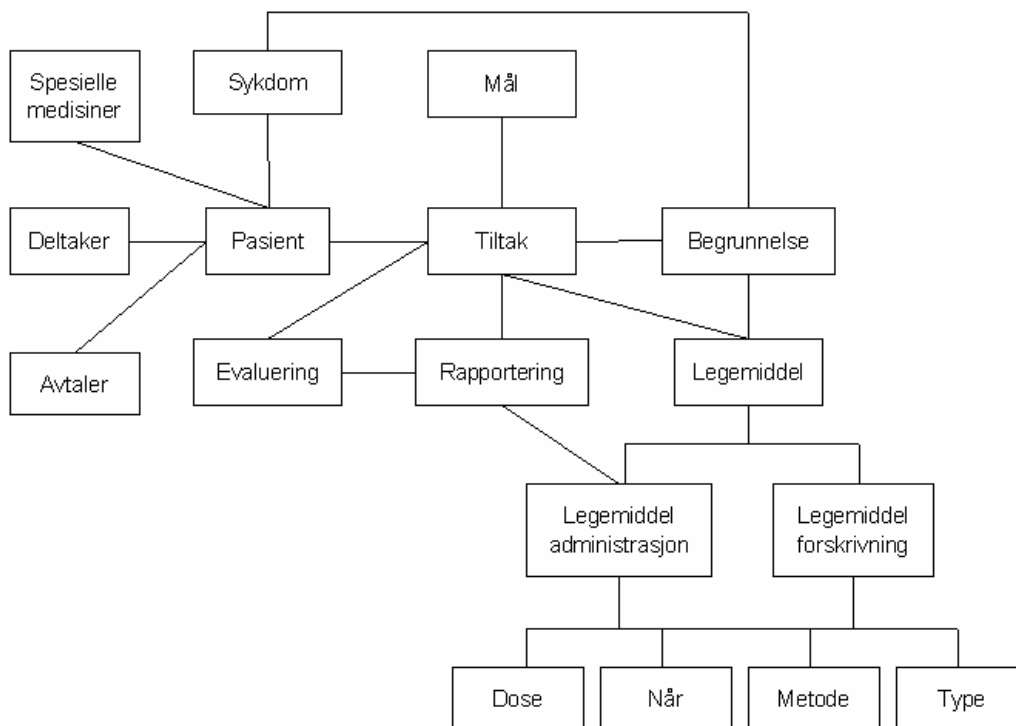 Spesielle
medisiner
Sykdom
Mål
Deltaker
Pasient
Tiltak
Begrunnelse
Avtaler
Evaluering
Rapportering
Legemiddel
Legemiddel
administrasjon
Legemiddel
forskrivning
Dose
Når
Metode
Type